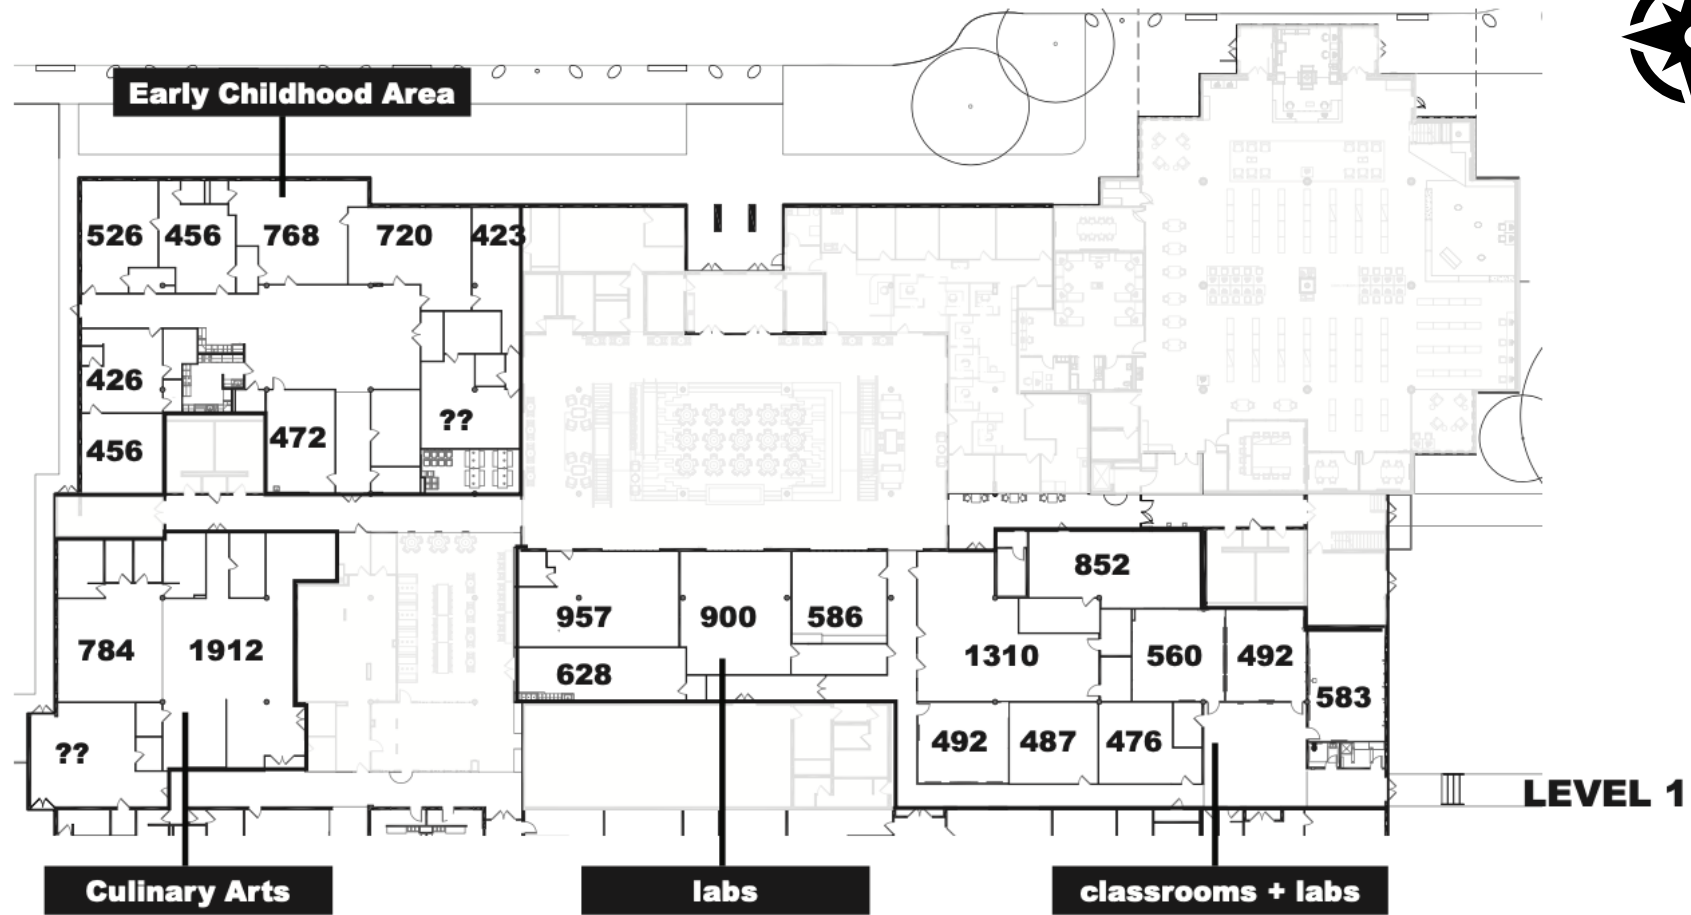 Early Childhood Area
526 456 768 720 423
426
??
472
456
852
957 900 586
784 1912 1310 560 492
628
583
492 487 476
??
LEVEL 1
Culinary Arts labs classrooms + labs